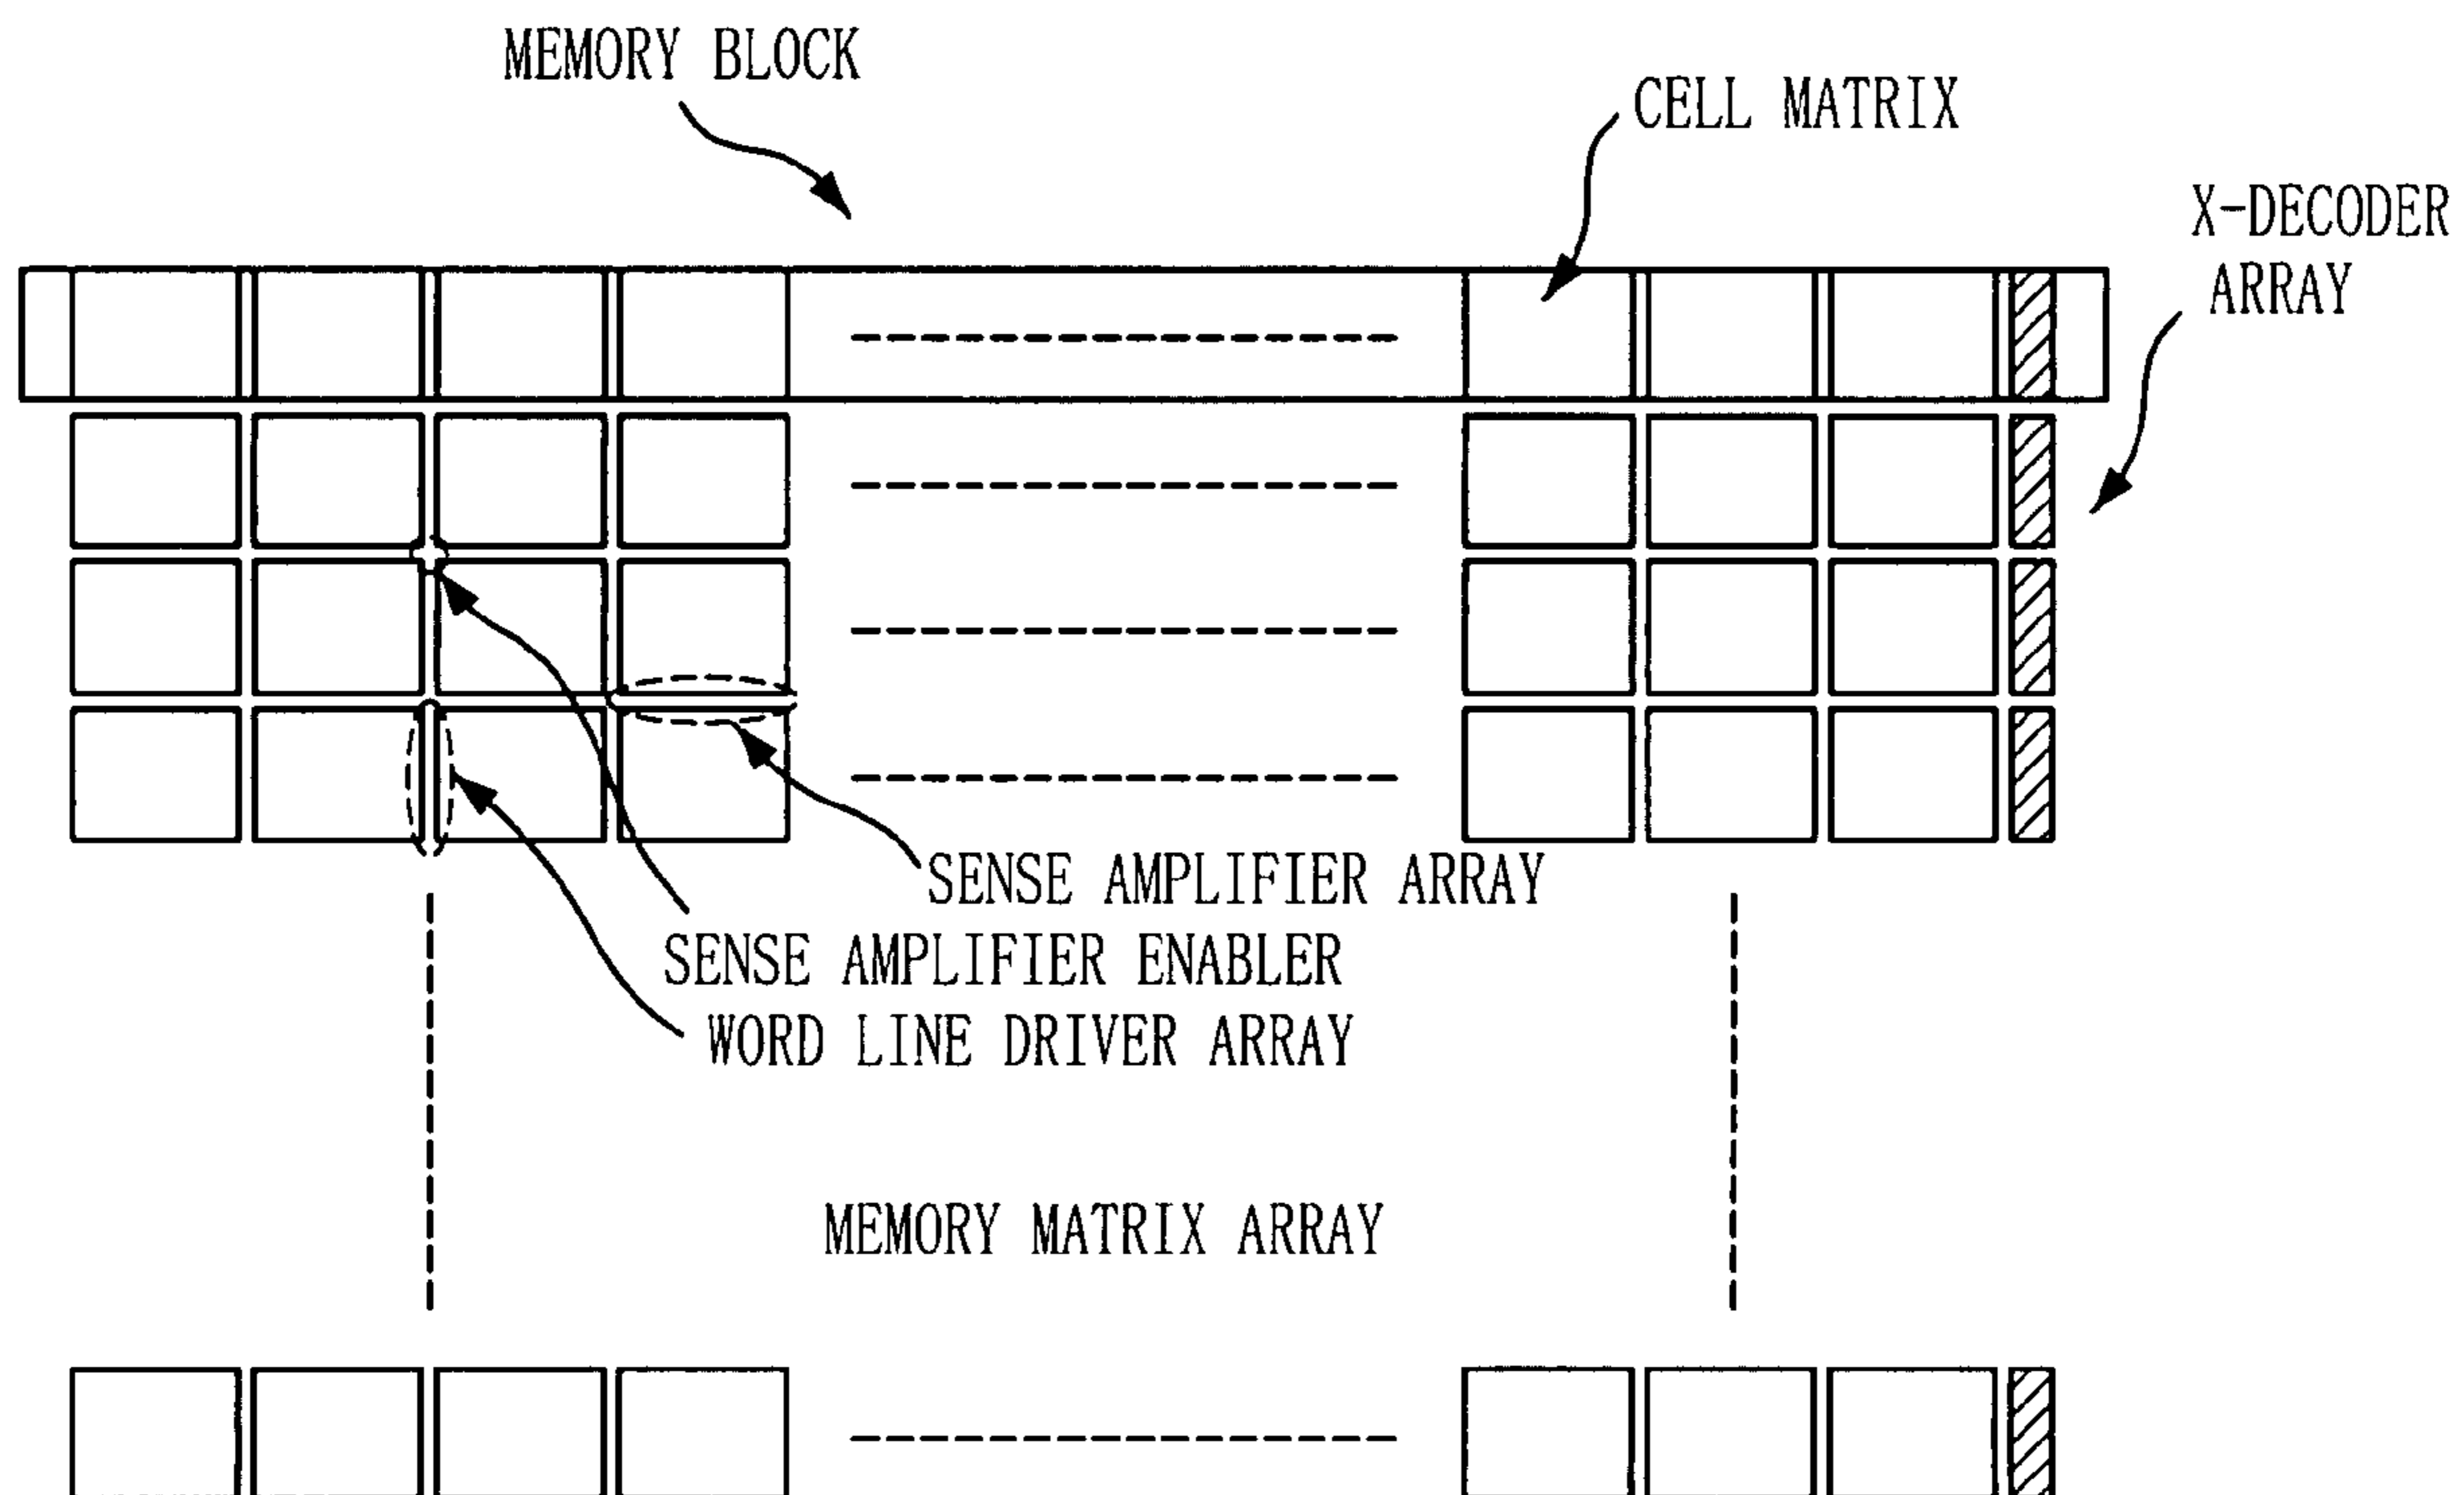 MEMORY BLOCK
CELL MATRIX
X-DECODER
ARRAY
SENSE AMPLIFIER ARRAY
SENSE AMPLIFIER ENABLER
WORD LINE DRIVER ARRAY
MEMORY MATRIX ARRAY